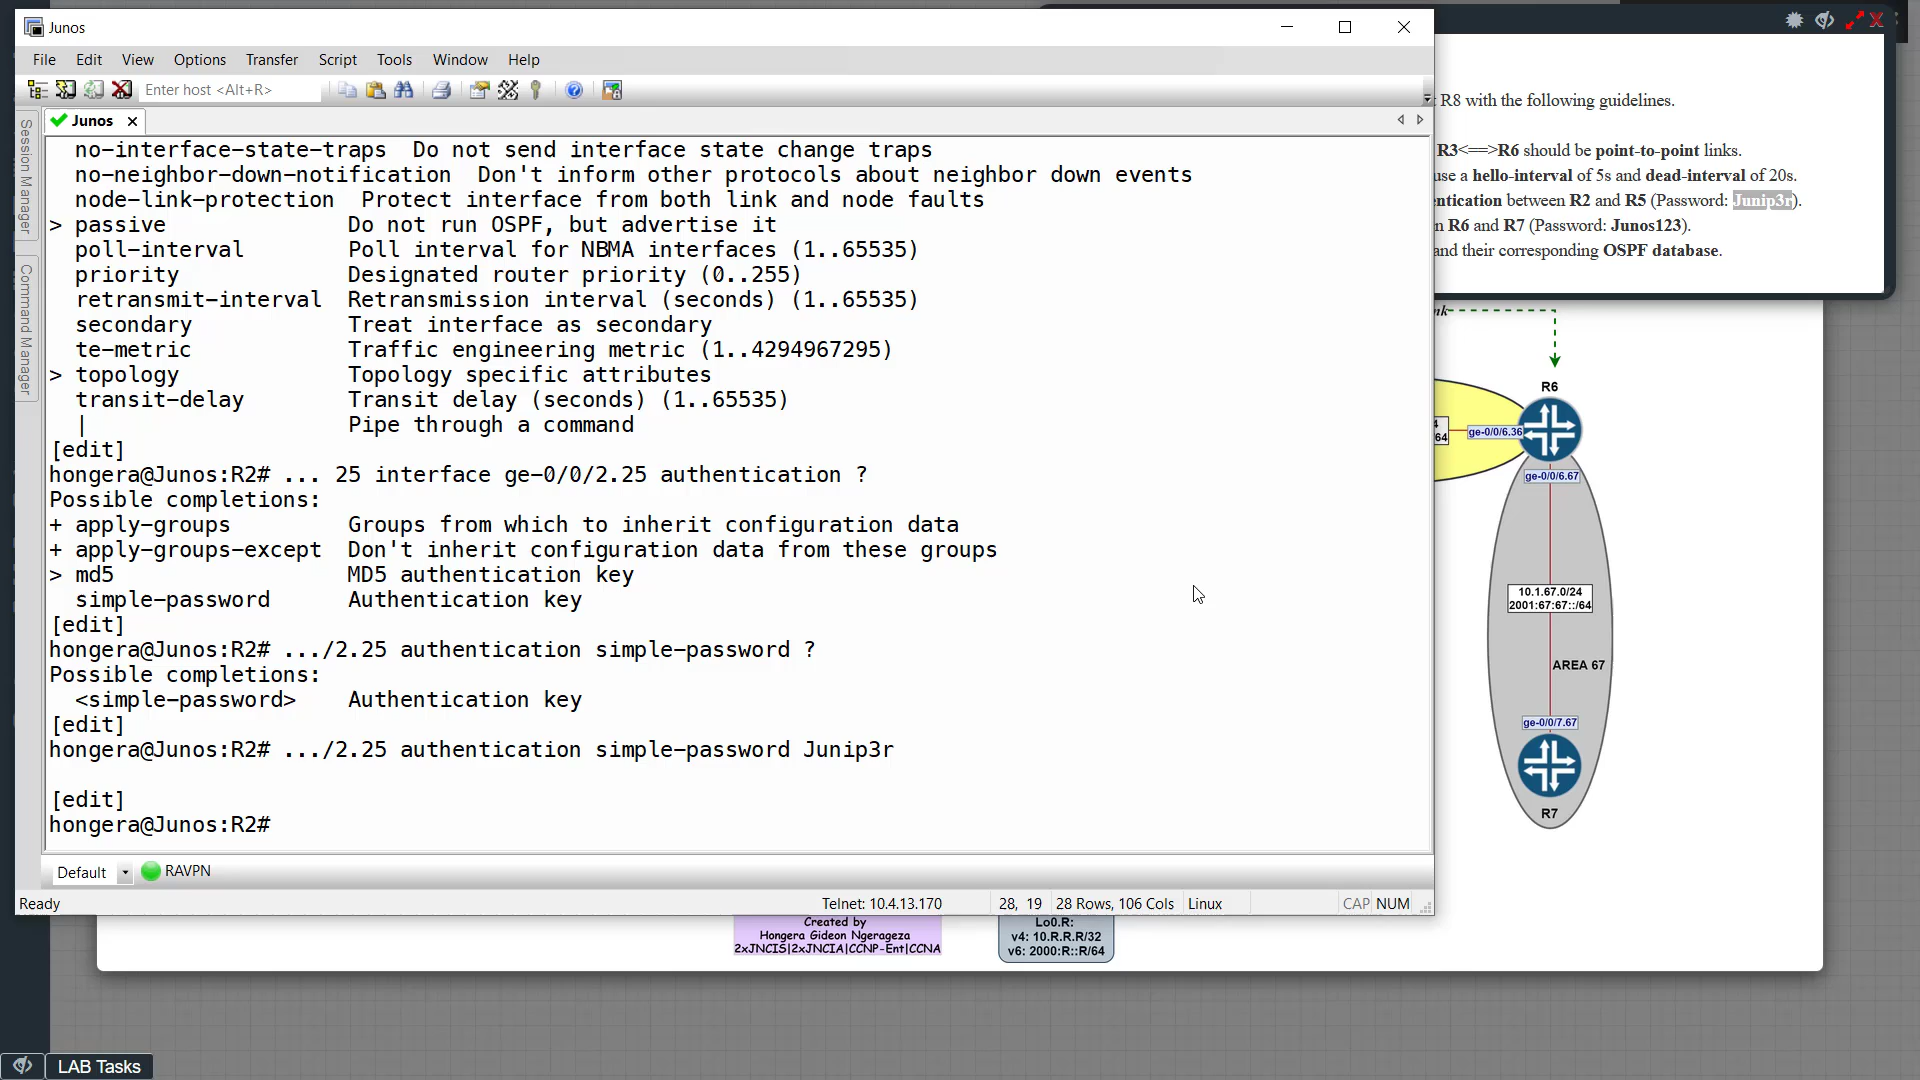 Junos
File Edit View Options Transfer Script Tools Window Help
Enter host <Alt+R>
Junos
Session Manager
Command Manager
  no-interface-state-traps  Do not send interface state change traps
  no-neighbor-down-notification  Don't inform other protocols about neighbor down events
  node-link-protection  Protect interface from both link and node faults
> passive              Do not run OSPF, but advertise it
  poll-interval        Poll interval for NBMA interfaces (1..65535)
  priority             Designated router priority (0..255)
  retransmit-interval  Retransmission interval (seconds) (1..65535)
  secondary            Treat interface as secondary
  te-metric            Traffic engineering metric (1..4294967295)
> topology             Topology specific attributes
  transit-delay        Transit delay (seconds) (1..65535)
  |                    Pipe through a command
[edit]
hongera@Junos:R2# ... 25 interface ge-0/0/2.25 authentication ?
Possible completions:
+ apply-groups         Groups from which to inherit configuration data
+ apply-groups-except  Don't inherit configuration data from these groups
> md5                  MD5 authentication key
  simple-password      Authentication key
[edit]
hongera@Junos:R2# .../2.25 authentication simple-password ?
Possible completions:
  <simple-password>    Authentication key
[edit]
hongera@Junos:R2# .../2.25 authentication simple-password Junip3r
[edit]
hongera@Junos:R2#
Default RAVPN
Ready Telnet: 10.4.13.170 28, 19 28 Rows, 106 Cols Linux CAP NUM
R8 with the following guidelines.
R3<==>R6 should be point-to-point links.
use a hello-interval of 5s and dead-interval of 20s.
ntication between R2 and R5 (Password: Junip3r).
n R6 and R7 (Password: Junos123).
and their corresponding OSPF database.
nk
R6
4
64
ge-0/0/6.36
ge-0/0/6.67
10.1.67.0/24
2001:67:67::/64
AREA 67
ge-0/0/7.67
R7
Created by
Hongera Gideon Ngerageza
2xJNCIS|2xJNCIA|CCNP-Ent|CCNA
Lo0.R:
v4: 10.R.R.R/32
v6: 2000:R::R/64
LAB Tasks